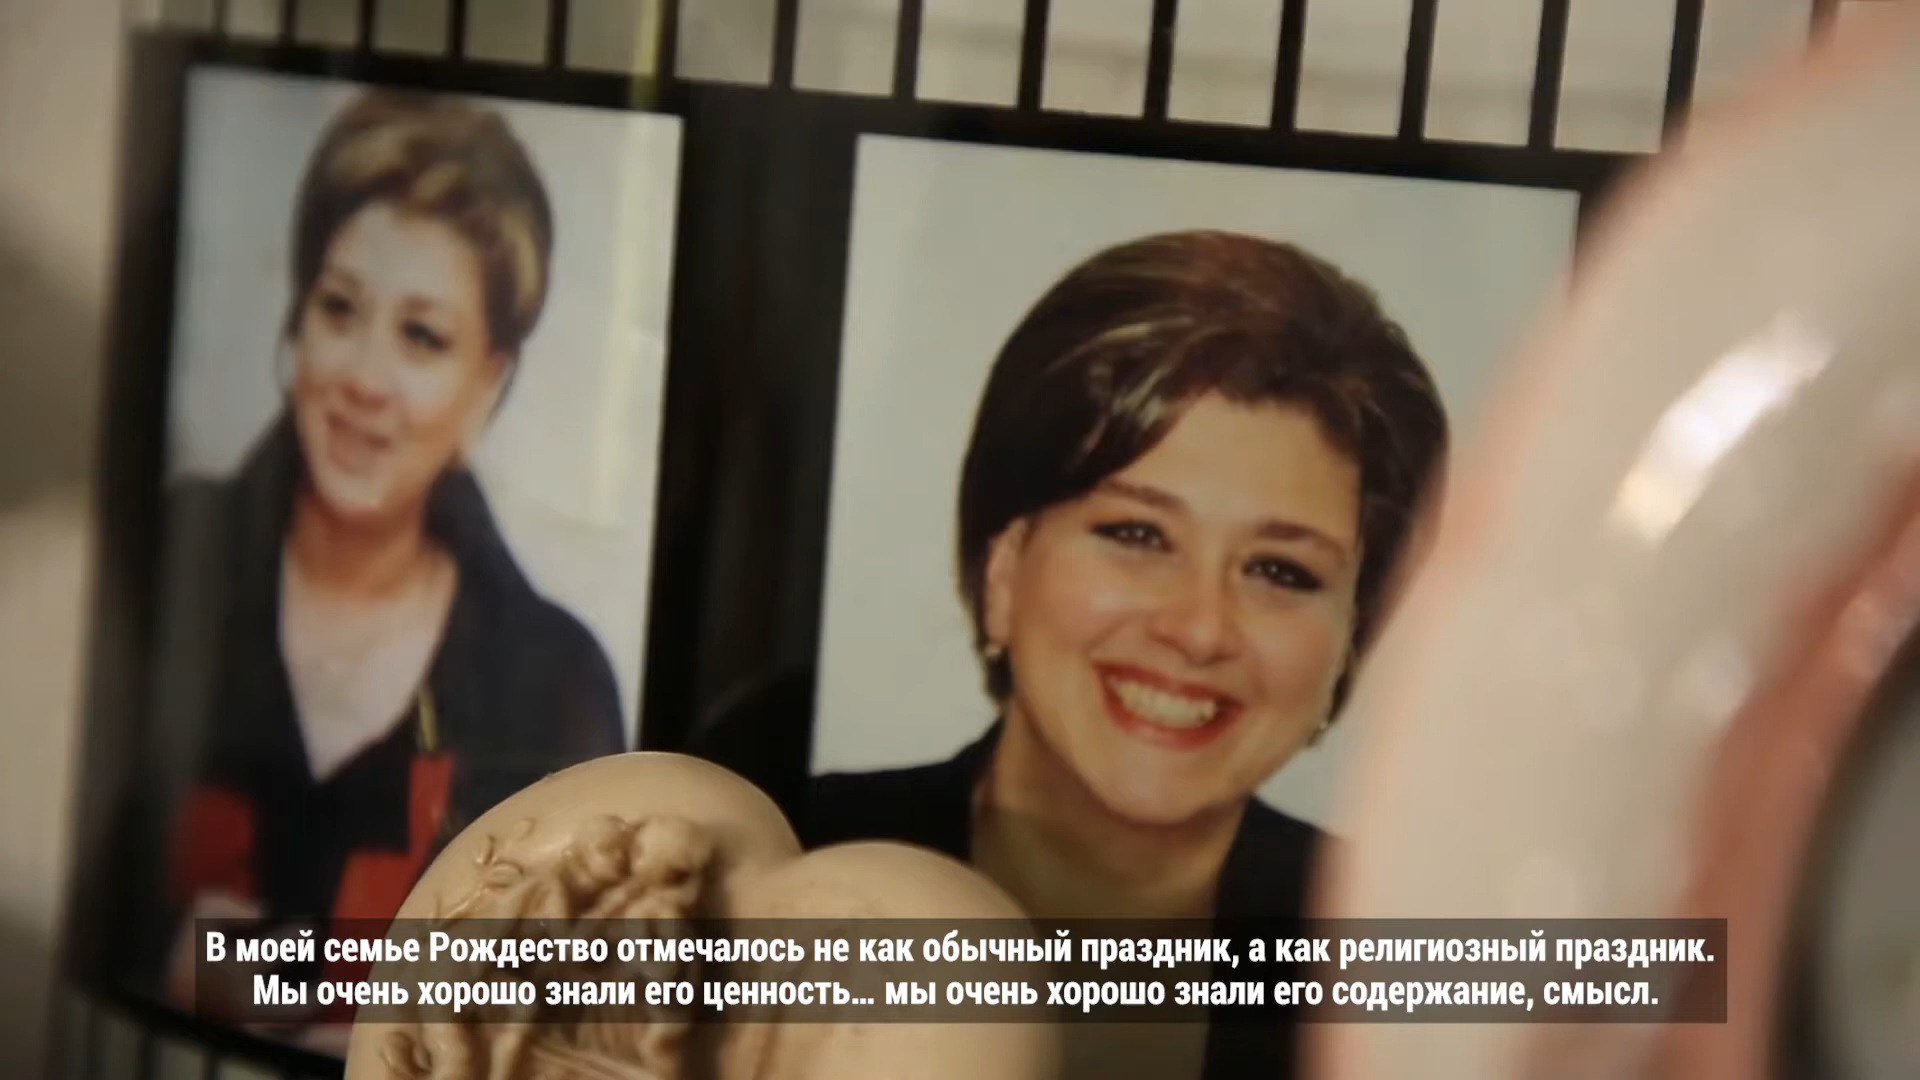 В моей семье Рождество отмечалось не как обычный праздник, а как религиозный праздник.
Мы очень хорошо знали его ценность... мы очень хорошо знали его содержание, смысл.